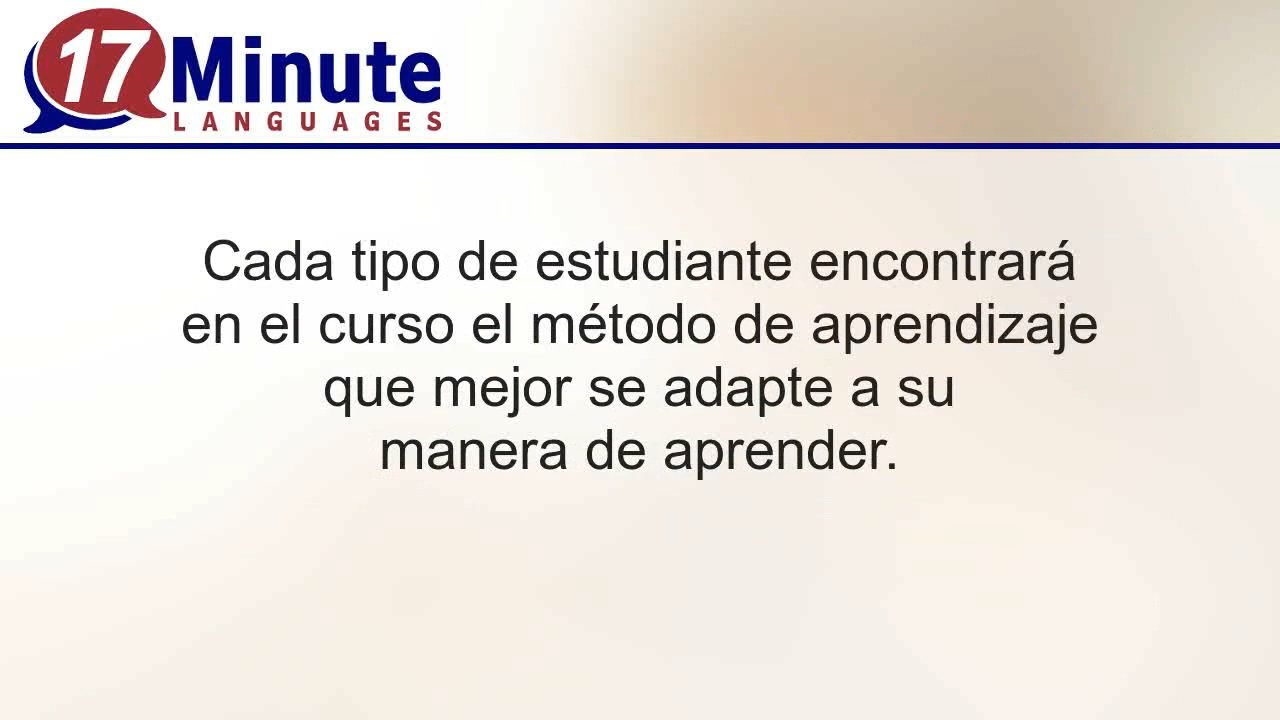 17 Minute
LANGUAGES
Cada tipo de estudiante encontrará
en el curso el método de aprendizaje
que mejor se adapte a su
manera de aprender.